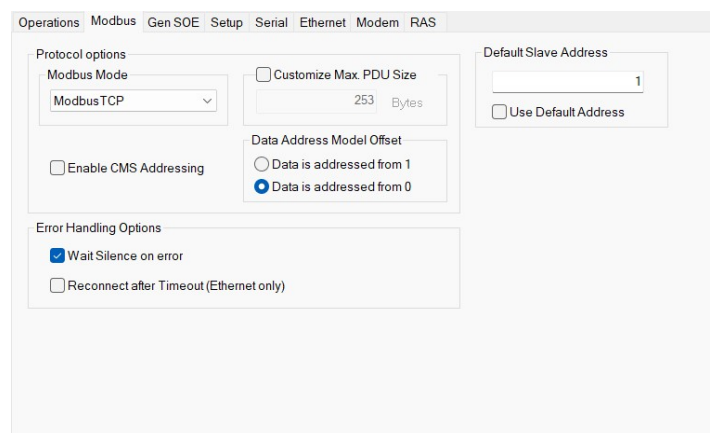 Operations Modbus Gen SOE Setup Serial Ethernet Modem RAS
Protocol options
Modbus Mode
ModbusTCP
Customize Max. PDU Size
253 Bytes
Enable CMS Addressing
Data Address Model Offset
Data is addressed from 1
Data is addressed from 0
Default Slave Address
1
Use Default Address
Error Handling Options
Wait Silence on error
Reconnect after Timeout (Ethernet only)